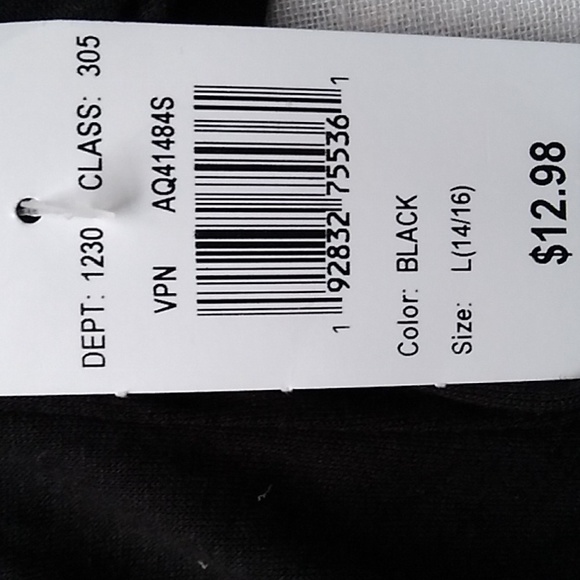 DEPT: 1230 CLASS: 305
VPN AQ41484S
1 92832 75536 1
Color: BLACK
Size: L(14/16)
$12.98